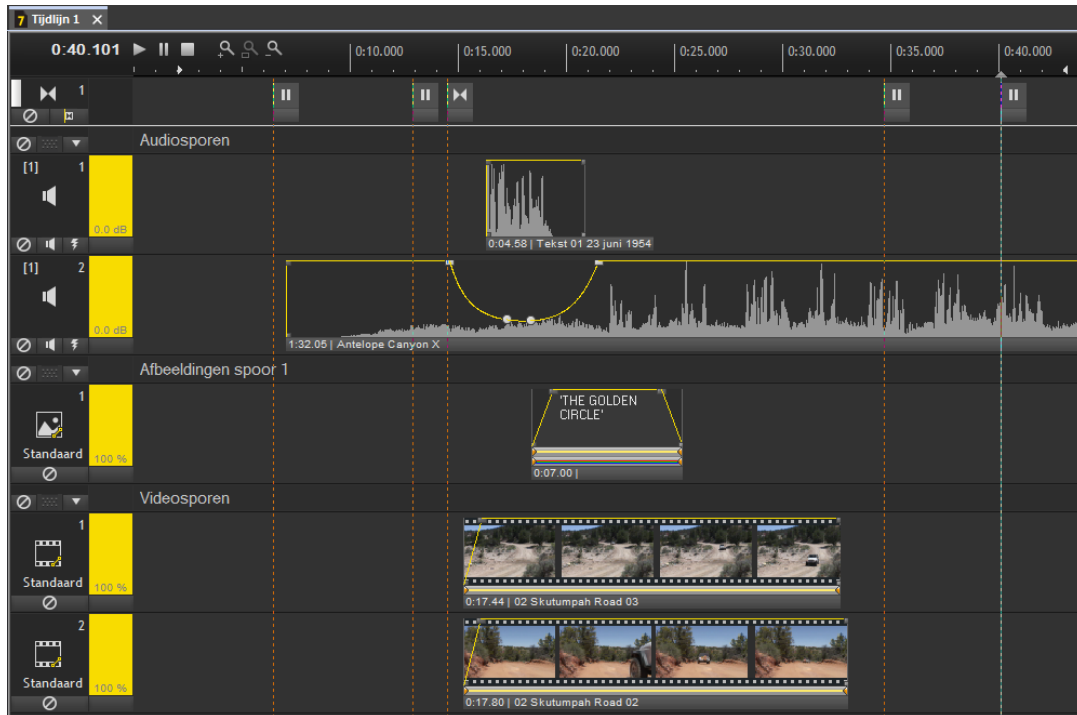 7 Tijdlijn 1 X
0:40.101 0:10.000 0:15.000 0:20.000 0:25.000 0:30.000 0:35.000 0:40.000
1
Audiosporen
[1] 1
0.0 dB
0:04.58 | Tekst 01 23 juni 1954
[1] 2
0.0 dB
1:32.05 | Antelope Canyon X
Afbeeldingen spoor 1
1
'THE GOLDEN
CIRCLE'
Standaard
100 %
0:07.00 |
Videosporen
1
Standaard
100 %
0:17.44 | 02 Skutumpah Road 03
2
Standaard
100 %
0:17.80 | 02 Skutumpah Road 02